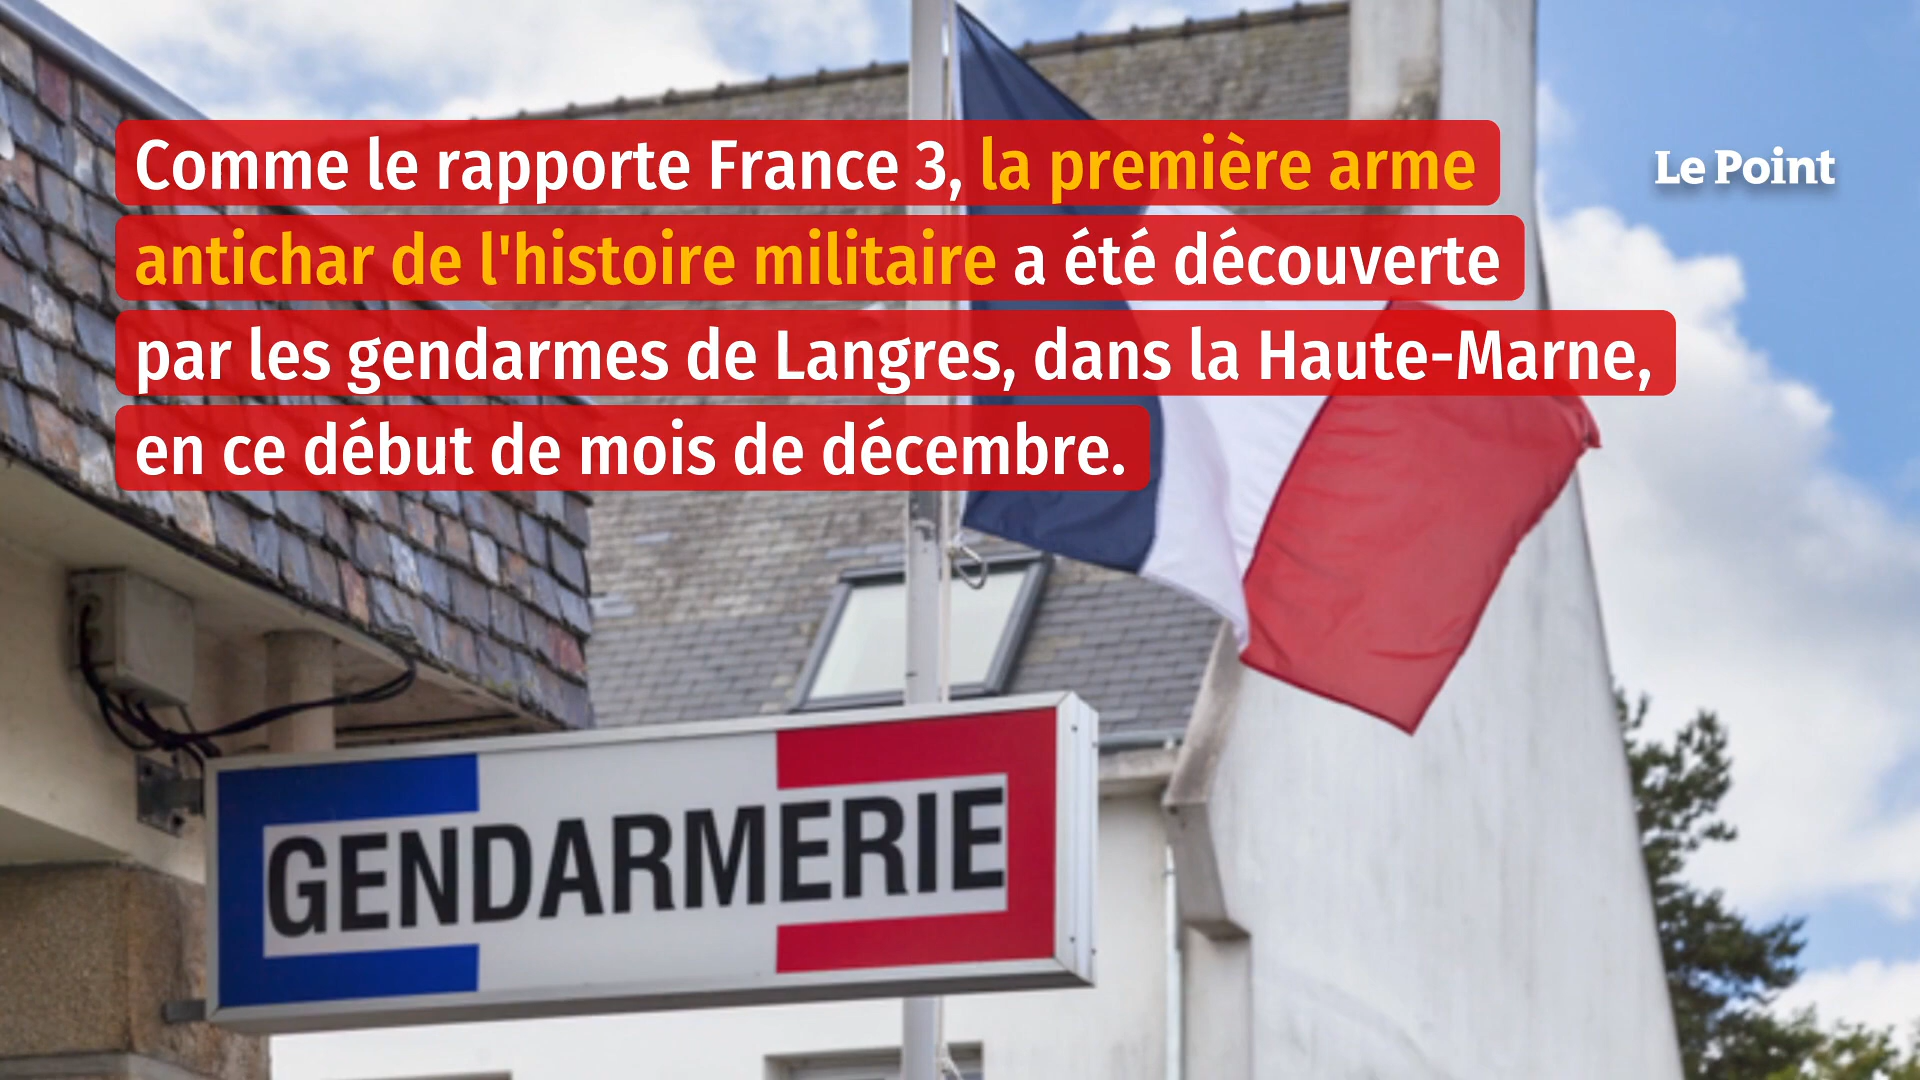 Comme le rapporte France 3, la première arme
antichar de l'histoire militaire a été découverte
par les gendarmes de Langres, dans la Haute-Marne,
en ce début de mois de décembre.
Le Point
GENDARMERIE